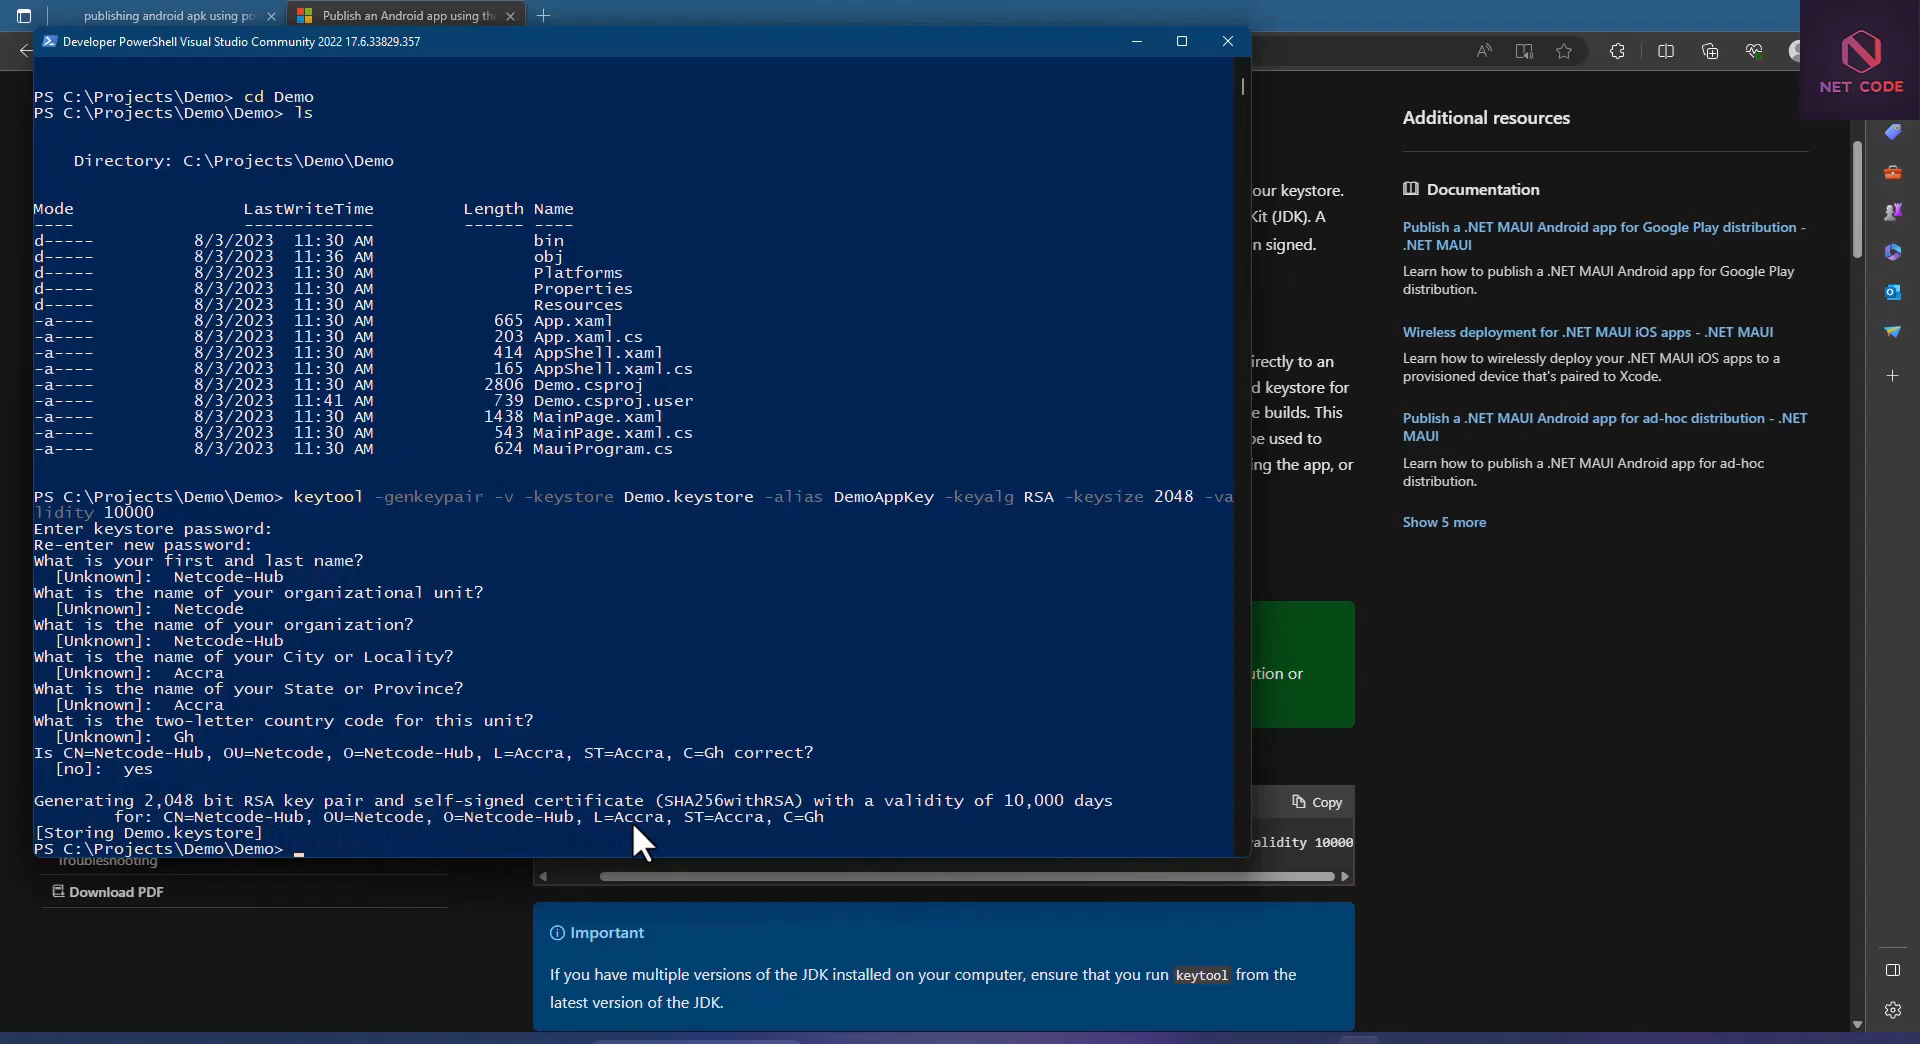 publishing android apk using po
Publish an Android app using the
Developer PowerShell Visual Studio Community 2022 17.6.33829.357
NET CODE
PS C:\Projects\Demo> cd Demo
PS C:\Projects\Demo\Demo> ls
Directory: C:\Projects\Demo\Demo
Mode LastWriteTime Length Name
---- ------------- ------ ----
d----- 8/3/2023 11:30 AM bin
d----- 8/3/2023 11:36 AM obj
d----- 8/3/2023 11:30 AM Platforms
d----- 8/3/2023 11:30 AM Properties
d----- 8/3/2023 11:30 AM Resources
-a---- 8/3/2023 11:30 AM 665 App.xaml
-a---- 8/3/2023 11:30 AM 203 App.xaml.cs
-a---- 8/3/2023 11:30 AM 414 AppShell.xaml
-a---- 8/3/2023 11:30 AM 165 AppShell.xaml.cs
-a---- 8/3/2023 11:30 AM 2806 Demo.csproj
-a---- 8/3/2023 11:41 AM 739 Demo.csproj.user
-a---- 8/3/2023 11:30 AM 1438 MainPage.xaml
-a---- 8/3/2023 11:30 AM 543 MainPage.xaml.cs
-a---- 8/3/2023 11:30 AM 624 MauiProgram.cs
PS C:\Projects\Demo\Demo> keytool -genkeypair -v -keystore Demo.keystore -alias DemoAppKey -keyalg RSA -keysize 2048 -va
lidity 10000
Enter keystore password:
Re-enter new password:
What is your first and last name?
[Unknown]: Netcode-Hub
What is the name of your organizational unit?
[Unknown]: Netcode
What is the name of your organization?
[Unknown]: Netcode-Hub
What is the name of your City or Locality?
[Unknown]: Accra
What is the name of your State or Province?
[Unknown]: Accra
What is the two-letter country code for this unit?
[Unknown]: Gh
Is CN=Netcode-Hub, OU=Netcode, O=Netcode-Hub, L=Accra, ST=Accra, C=Gh correct?
[no]: yes
Generating 2,048 bit RSA key pair and self-signed certificate (SHA256withRSA) with a validity of 10,000 days
for: CN=Netcode-Hub, OU=Netcode, O=Netcode-Hub, L=Accra, ST=Accra, C=Gh
[Storing Demo.keystore]
PS C:\Projects\Demo\Demo>
Troubleshooting
Download PDF
our keystore.
Kit (JDK). A
n signed.
irectly to an
d keystore for
e builds. This
be used to
ing the app, or
ution or
Copy
alidity 10000
Important
If you have multiple versions of the JDK installed on your computer, ensure that you run keytool from the
latest version of the JDK.
Additional resources
Documentation
Publish a .NET MAUI Android app for Google Play distribution -
.NET MAUI
Learn how to publish a .NET MAUI Android app for Google Play
distribution.
Wireless deployment for .NET MAUI iOS apps - .NET MAUI
Learn how to wirelessly deploy your .NET MAUI iOS apps to a
provisioned device that's paired to Xcode.
Publish a .NET MAUI Android app for ad-hoc distribution - .NET
MAUI
Learn how to publish a .NET MAUI Android app for ad-hoc
distribution.
Show 5 more